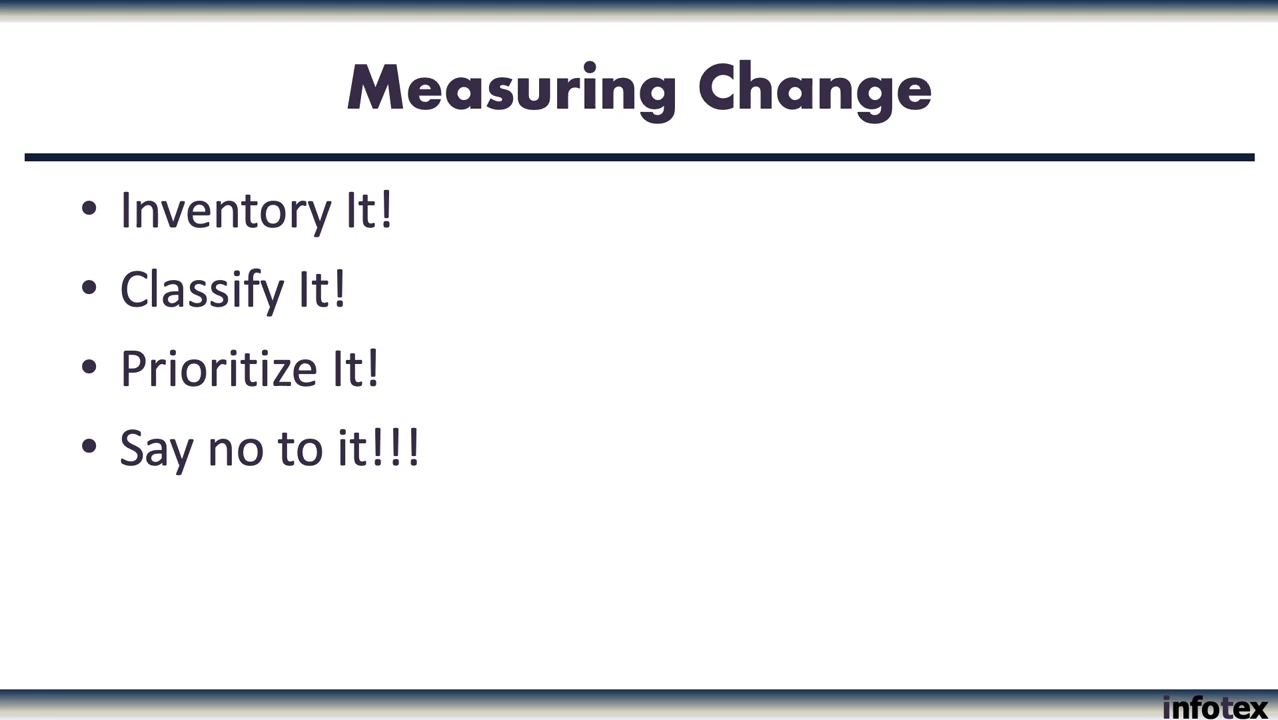 Measuring Change
• Inventory It!
• Classify It!
• Prioritize It!
• Say no to it!!!
infotex